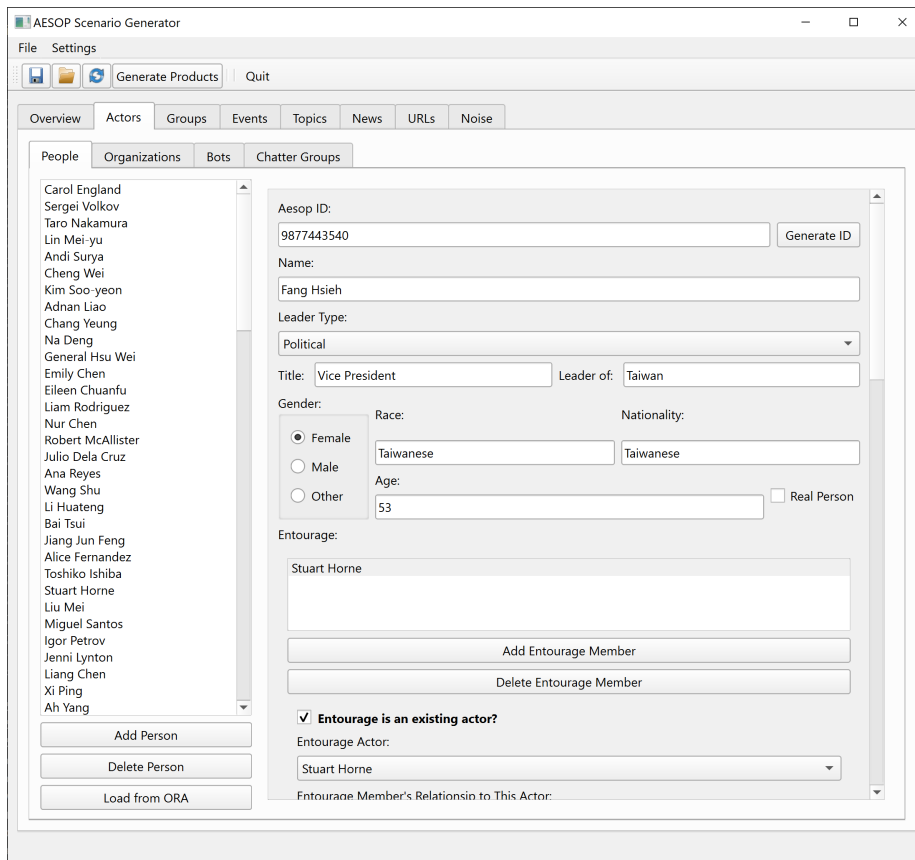 AESOP Scenario Generator
File Settings
Generate Products Quit
Overview Actors Groups Events Topics News URLs Noise
People Organizations Bots Chatter Groups
Carol England
Sergei Volkov
Taro Nakamura
Lin Mei-yu
Andi Surya
Cheng Wei
Kim Soo-yeon
Adnan Liao
Chang Yeung
Na Deng
General Hsu Wei
Emily Chen
Eileen Chuanfu
Liam Rodriguez
Nur Chen
Robert McAllister
Julio Dela Cruz
Ana Reyes
Wang Shu
Li Huateng
Bai Tsui
Jiang Jun Feng
Alice Fernandez
Toshiko Ishiba
Stuart Horne
Liu Mei
Miguel Santos
Igor Petrov
Jenni Lynton
Liang Chen
Xi Ping
Ah Yang
Add Person
Delete Person
Load from ORA
Aesop ID:
9877443540 Generate ID
Name:
Fang Hsieh
Leader Type:
Political
Title: Vice President Leader of: Taiwan
Gender:
Female
Male
Other
Race: Nationality:
Taiwanese Taiwanese
Age:
53 Real Person
Entourage:
Stuart Horne
Add Entourage Member
Delete Entourage Member
Entourage is an existing actor?
Entourage Actor:
Stuart Horne
Entourage Member's Relationsip to This Actor: